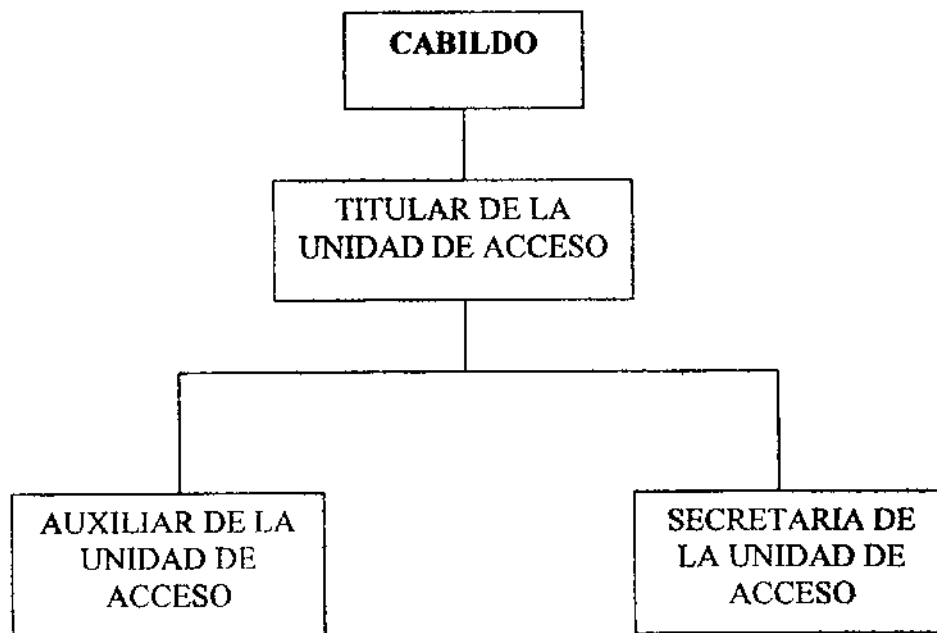 CABILDO
TITULAR DE LA
UNIDAD DE ACCESO
AUXILIAR DE LA
UNIDAD DE
ACCESO
SECRETARIA DE
LA UNIDAD DE
ACCESO